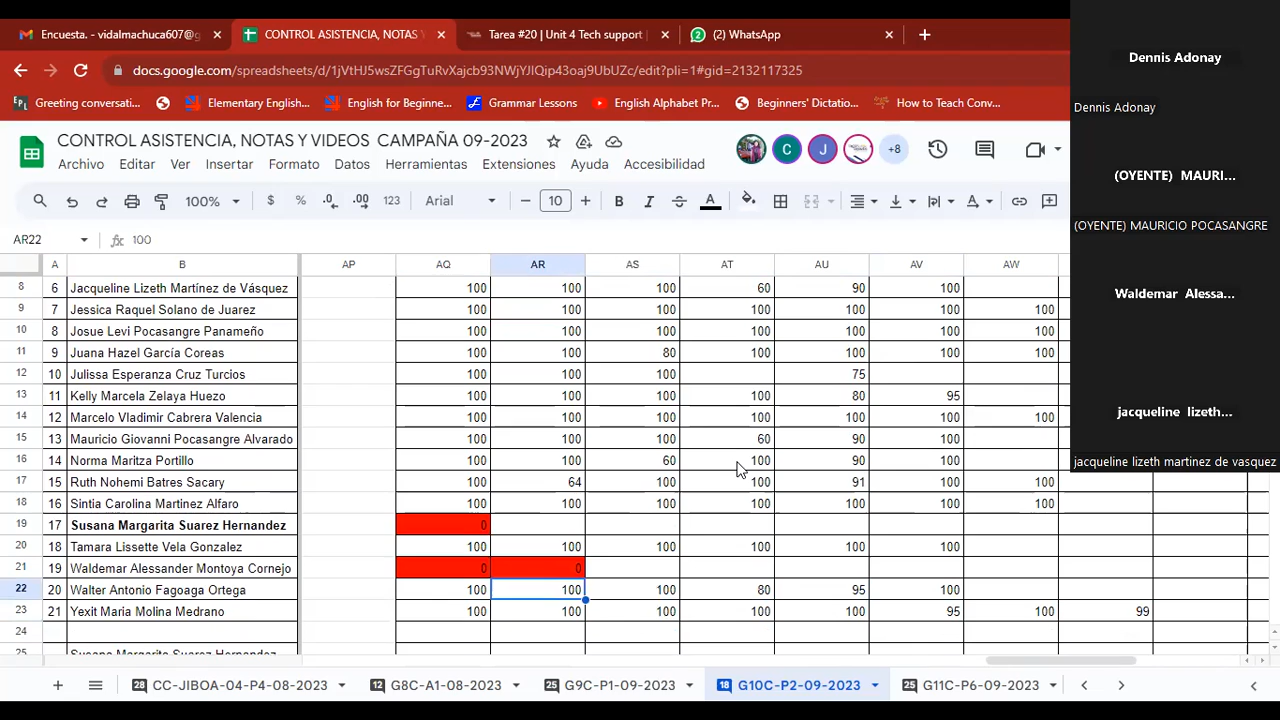 Encuesta. - vidalmachuca607@g
CONTROL ASISTENCIA, NOTAS Y
Tarea #20 | Unit 4 Tech support |
(2) WhatsApp
docs.google.com/spreadsheets/d/1jVtHJ5wsZFGgTuRvXajcb93NWjYJIQip43oaj9UbUZc/edit?pli=1#gid=2132117325
Greeting conversati...
Elementary English...
English for Beginne...
Grammar Lessons
English Alphabet Pr...
Beginners' Dictatio...
How to Teach Conv...
CONTROL ASISTENCIA, NOTAS Y VIDEOS CAMPAÑA 09-2023
+8
Archivo Editar Ver Insertar Formato Datos Herramientas Extensiones Ayuda Accesibilidad
100% $ % .0 .00 123 Arial 10 B I S A
AR22 fx 100
A B AP AQ AR AS AT AU AV AW
8 6 Jacqueline Lizeth Martínez de Vásquez 100 100 100 60 90 100
9 7 Jessica Raquel Solano de Juarez 100 100 100 100 100 100 100
10 8 Josue Levi Pocasangre Panameño 100 100 100 100 100 100 100
11 9 Juana Hazel García Coreas 100 100 80 100 100 100 100
12 10 Julissa Esperanza Cruz Turcios 100 100 100 75
13 11 Kelly Marcela Zelaya Huezo 100 100 100 100 80 95
14 12 Marcelo Vladimir Cabrera Valencia 100 100 100 100 100 100 100
15 13 Mauricio Giovanni Pocasangre Alvarado 100 100 100 60 90 100
16 14 Norma Maritza Portillo 100 100 60 100 90 100
17 15 Ruth Nohemi Batres Sacary 100 64 100 100 91 100 100
18 16 Sintia Carolina Martinez Alfaro 100 100 100 100 100 100 100
19 17 Susana Margarita Suarez Hernandez 0
20 18 Tamara Lissette Vela Gonzalez 100 100 100 100 100 100
21 19 Waldemar Alessander Montoya Cornejo 0 0
22 20 Walter Antonio Fagoaga Ortega 100 100 100 80 95 100
23 21 Yexit Maria Molina Medrano 100 100 100 100 100 95 100 99
24
25 Susana Margarita Suarez Hernandez
28 CC-JIBOA-04-P4-08-2023
12 G8C-A1-08-2023
25 G9C-P1-09-2023
18 G10C-P2-09-2023
25 G11C-P6-09-2023
Dennis Adonay
Dennis Adonay
(OYENTE) MAURI...
(OYENTE) MAURICIO POCASANGRE
Waldemar Alessa...
jacqueline lizeth...
jacqueline lizeth martinez de vasquez
C
J